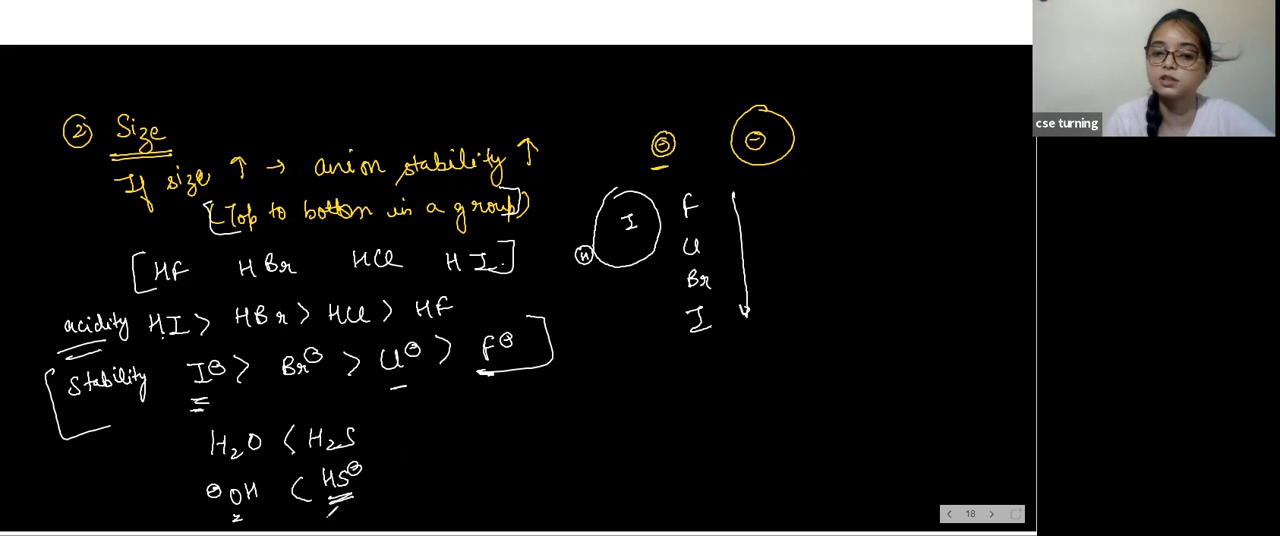 ② Size
If size ↑ → anion stability ↑
[Top to bottom in a group]
[HF HBr HCl HI.]
acidity HI > HBr > HCl > HF
Stability I⊖ > Br⊖ > Cl⊖ > F⊖
H₂O < H₂S
⊖OH < HS⊖
⊖ ⊖
I
H
F
Cl
Br
I
cse turning
18